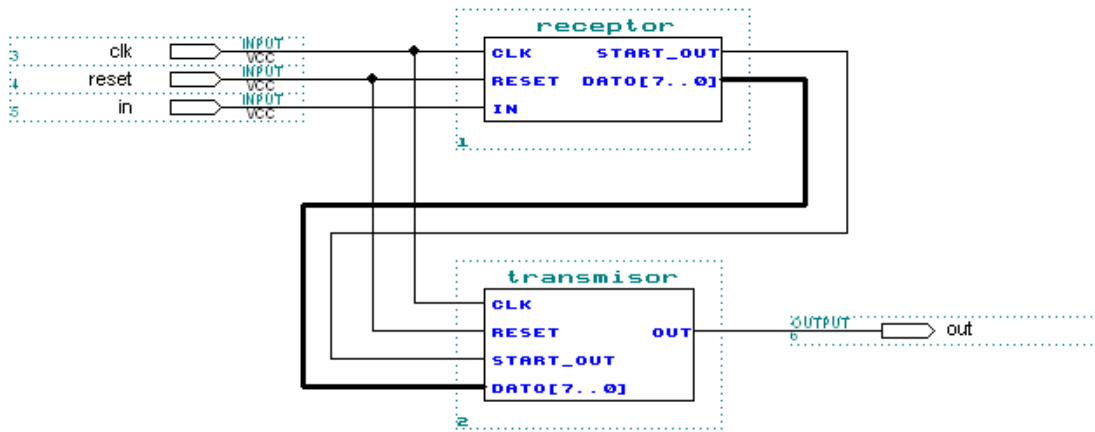 receptor
3 clk INPUT VCC
4 reset INPUT VCC
5 in INPUT VCC
CLK START_OUT
RESET DATO[7..0]
IN
1
transmisor
CLK
RESET OUT
START_OUT
DATO[7..0]
2
OUTPUT
6
out